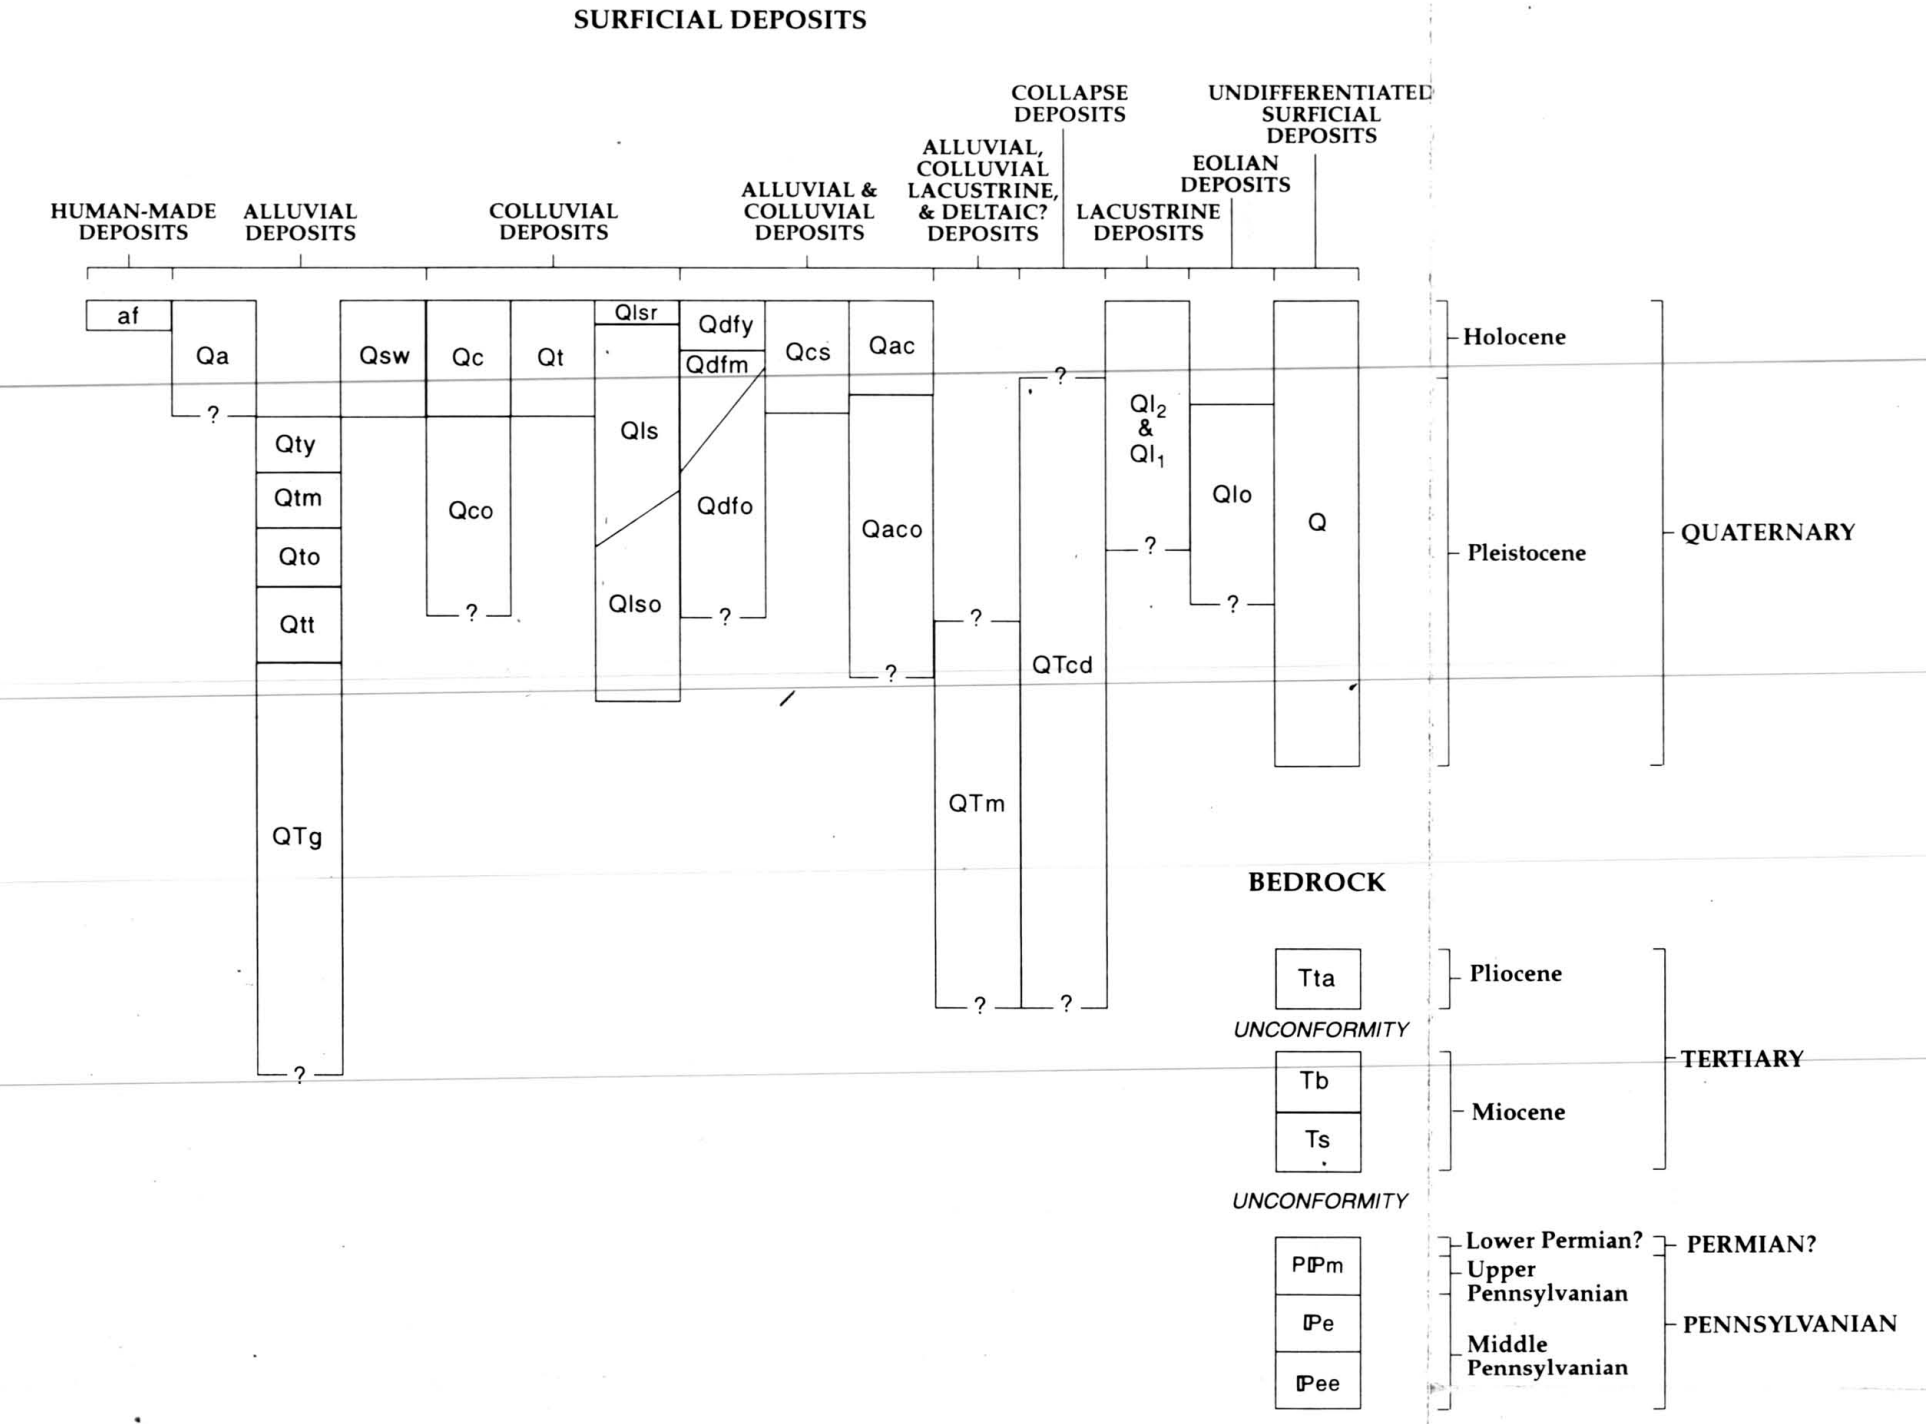 SURFICIAL DEPOSITS
COLLAPSE
DEPOSITS
UNDIFFERENTIATED
SURFICIAL
DEPOSITS
ALLUVIAL,
COLLUVIAL
LACUSTRINE,
& DELTAIC?
DEPOSITS
EOLIAN
DEPOSITS
HUMAN-MADE
DEPOSITS
ALLUVIAL
DEPOSITS
COLLUVIAL
DEPOSITS
ALLUVIAL &
COLLUVIAL
DEPOSITS
LACUSTRINE
DEPOSITS
af
Qa
?
Qty
Qtm
Qto
Qtt
QTg
?
Qsw
Qc
Qco
?
Qt
Qlsr
Qls
Qlso
Qdfy
Qdfm
Qdfo
?
Qcs
Qac
Qaco
?
?
QTm
?
?
QTcd
?
Ql2
&
Ql1
?
Qlo
?
Q
Holocene
Pleistocene
QUATERNARY
BEDROCK
Tta
Pliocene
UNCONFORMITY
Tb
Ts
Miocene
TERTIARY
UNCONFORMITY
PℙPm
Lower Permian?
PERMIAN?
Upper
Pennsylvanian
ℙe
ℙee
Middle
Pennsylvanian
PENNSYLVANIAN